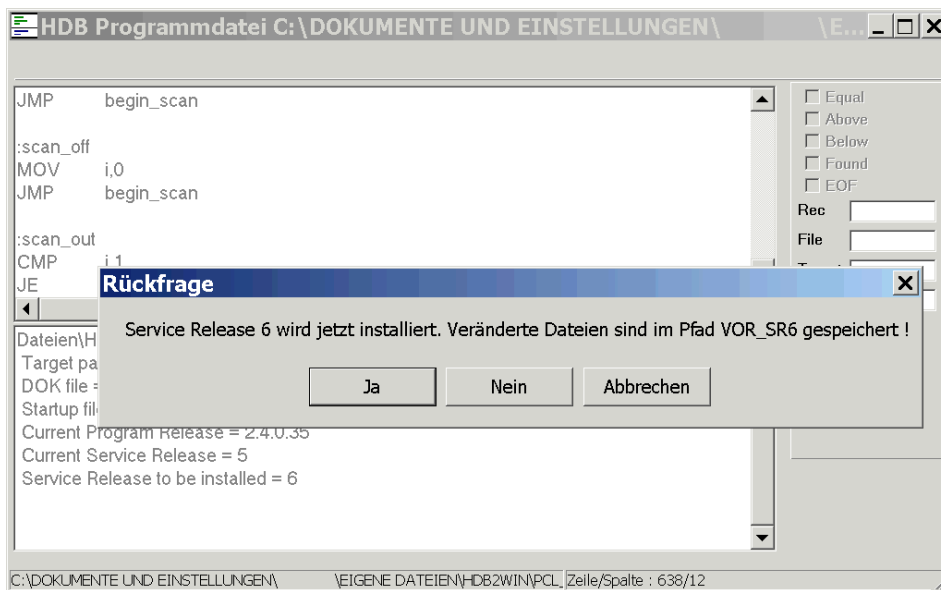 HDB Programmdatei C:\DOKUMENTE UND EINSTELLUNGEN\ \E...
JMP begin_scan
:scan_off
MOV i,0
JMP begin_scan
:scan_out
CMP i,1
JE
Equal
Above
Below
Found
EOF
Rec
File
Rückfrage
Service Release 6 wird jetzt installiert. Veränderte Dateien sind im Pfad VOR_SR6 gespeichert !
Ja Nein Abbrechen
Dateien\H
Target pa
DOK file =
Startup fil
Current Program Release = 2.4.0.35
Current Service Release = 5
Service Release to be installed = 6
C:\DOKUMENTE UND EINSTELLUNGEN\ \EIGENE DATEIEN\HDB2WIN\PCL_ Zeile/Spalte : 638/12